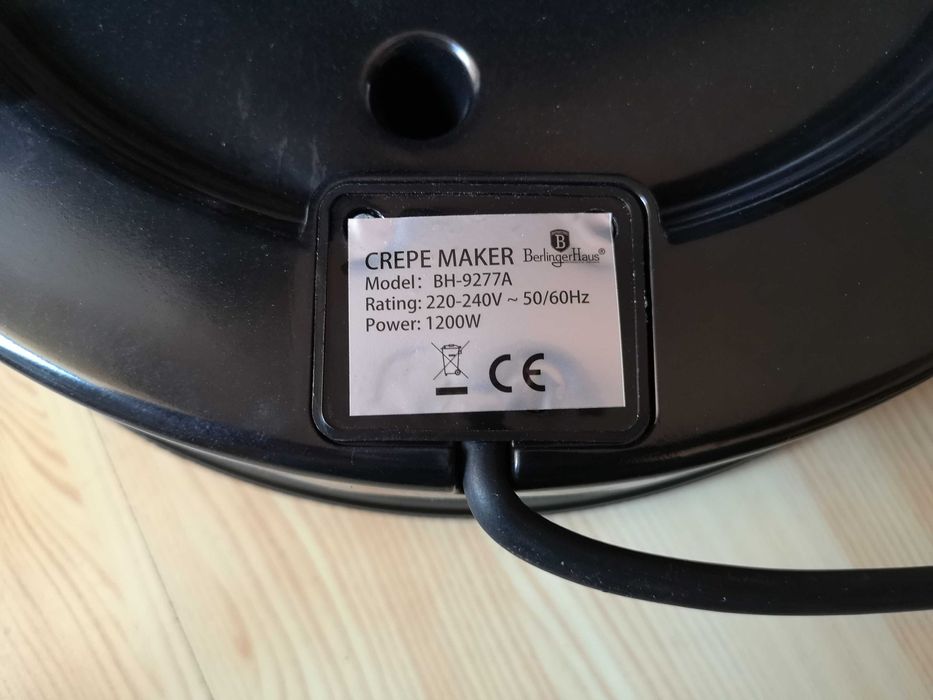 CREPE MAKER
B
BerlingerHaus®
Model: BH-9277A
Rating: 220-240V ~ 50/60Hz
Power: 1200W
CE